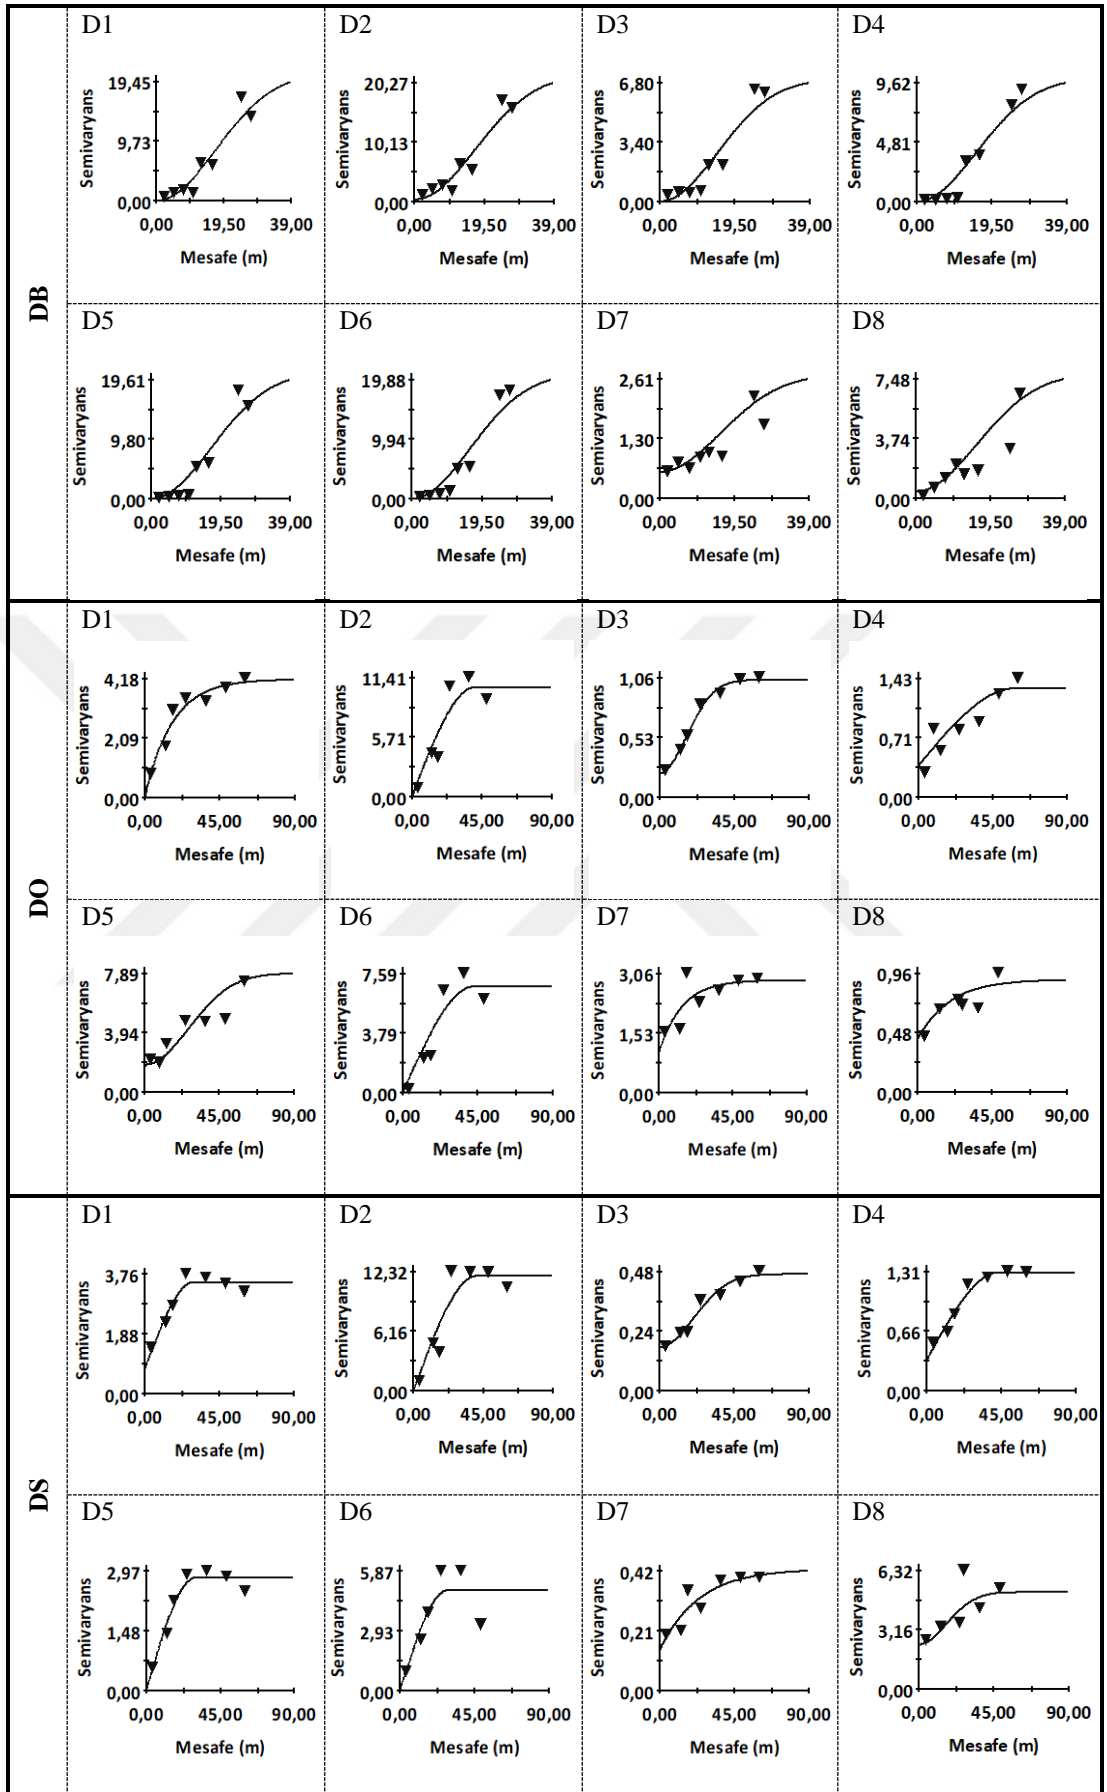 DB
D1
D2
D3
D4
Semivaryans
19,45
9,73
0,00
0,00 19,50 39,00
Mesafe (m)
Semivaryans
20,27
10,13
0,00
0,00 19,50 39,00
Mesafe (m)
Semivaryans
6,80
3,40
0,00
0,00 19,50 39,00
Mesafe (m)
Semivaryans
9,62
4,81
0,00
0,00 19,50 39,00
Mesafe (m)
D5
D6
D7
D8
Semivaryans
19,61
9,80
0,00
0,00 19,50 39,00
Mesafe (m)
Semivaryans
19,88
9,94
0,00
0,00 19,50 39,00
Mesafe (m)
Semivaryans
2,61
1,30
0,00
0,00 19,50 39,00
Mesafe (m)
Semivaryans
7,48
3,74
0,00
0,00 19,50 39,00
Mesafe (m)
DO
D1
D2
D3
D4
Semivaryans
4,18
2,09
0,00
0,00 45,00 90,00
Mesafe (m)
Semivaryans
11,41
5,71
0,00
0,00 45,00 90,00
Mesafe (m)
Semivaryans
1,06
0,53
0,00
0,00 45,00 90,00
Mesafe (m)
Semivaryans
1,43
0,71
0,00
0,00 45,00 90,00
Mesafe (m)
D5
D6
D7
D8
Semivaryans
7,89
3,94
0,00
0,00 45,00 90,00
Mesafe (m)
Semivaryans
7,59
3,79
0,00
0,00 45,00 90,00
Mesafe (m)
Semivaryans
3,06
1,53
0,00
0,00 45,00 90,00
Mesafe (m)
Semivaryans
0,96
0,48
0,00
0,00 45,00 90,00
Mesafe (m)
DS
D1
D2
D3
D4
Semivaryans
3,76
1,88
0,00
0,00 45,00 90,00
Mesafe (m)
Semivaryans
12,32
6,16
0,00
0,00 45,00 90,00
Mesafe (m)
Semivaryans
0,48
0,24
0,00
0,00 45,00 90,00
Mesafe (m)
Semivaryans
1,31
0,66
0,00
0,00 45,00 90,00
Mesafe (m)
D5
D6
D7
D8
Semivaryans
2,97
1,48
0,00
0,00 45,00 90,00
Mesafe (m)
Semivaryans
5,87
2,93
0,00
0,00 45,00 90,00
Mesafe (m)
Semivaryans
0,42
0,21
0,00
0,00 45,00 90,00
Mesafe (m)
Semivaryans
6,32
3,16
0,00
0,00 45,00 90,00
Mesafe (m)